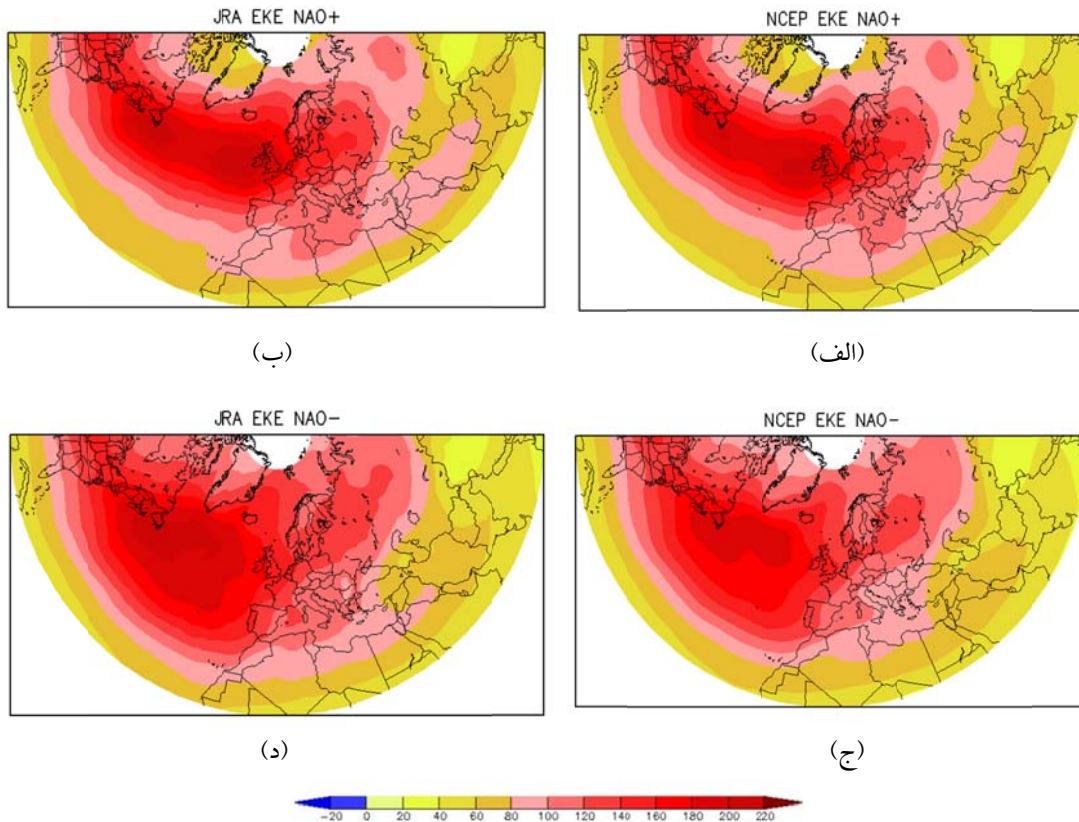 JRA EKE NAO+
NCEP EKE NAO+
(ب)
(الف)
JRA EKE NAO−
NCEP EKE NAO−
(د)
(ج)
−20 0 20 40 60 80 100 120 140 160 180 200 220